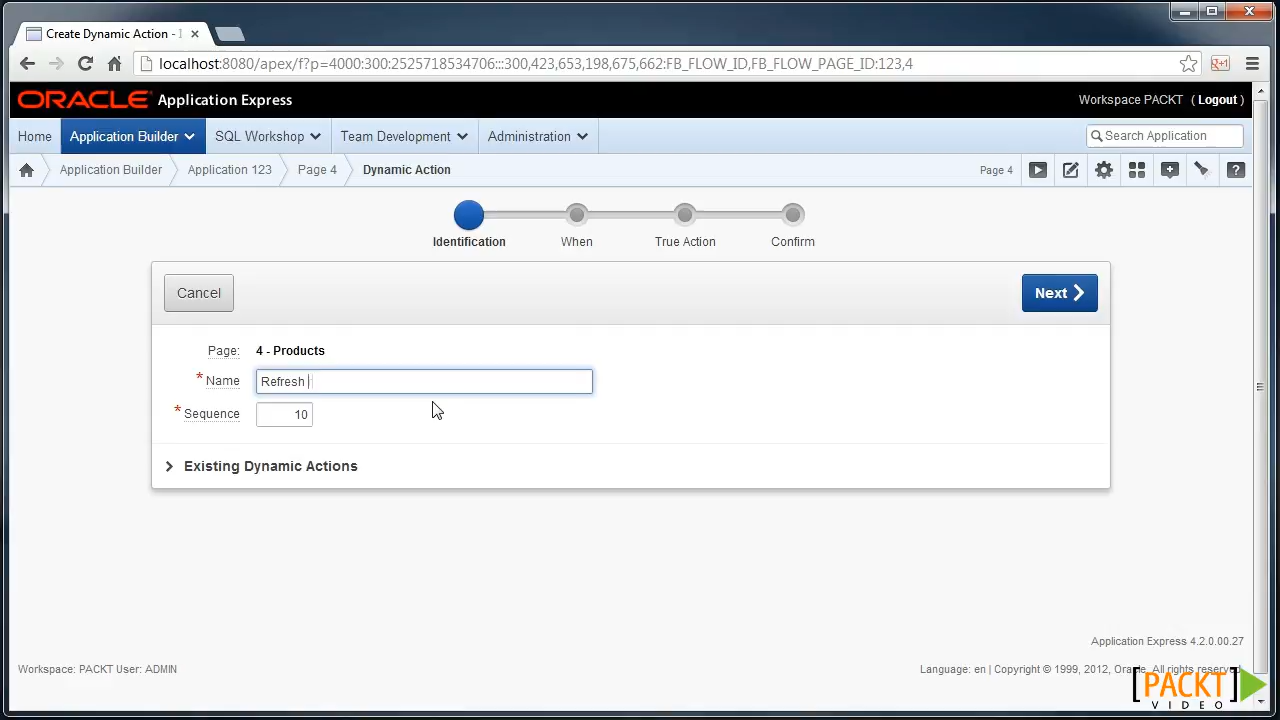 Create Dynamic Action -
localhost:8080/apex/f?p=4000:300:2525718534706:::300,423,653,198,675,662:FB_FLOW_ID,FB_FLOW_PAGE_ID:123,4
ORACLE Application Express
Workspace PACKT ( Logout )
Home Application Builder SQL Workshop Team Development Administration
Search Application
Application Builder Application 123 Page 4 Dynamic Action
Page 4
Identification When True Action Confirm
Cancel
Next
Page: 4 - Products
* Name Refresh
* Sequence 10
Existing Dynamic Actions
Application Express 4.2.0.00.27
Workspace: PACKT User: ADMIN
Language: en | Copyright © 1999, 2012, Oracle. All rights reserved.
[PACKT]
VIDEO